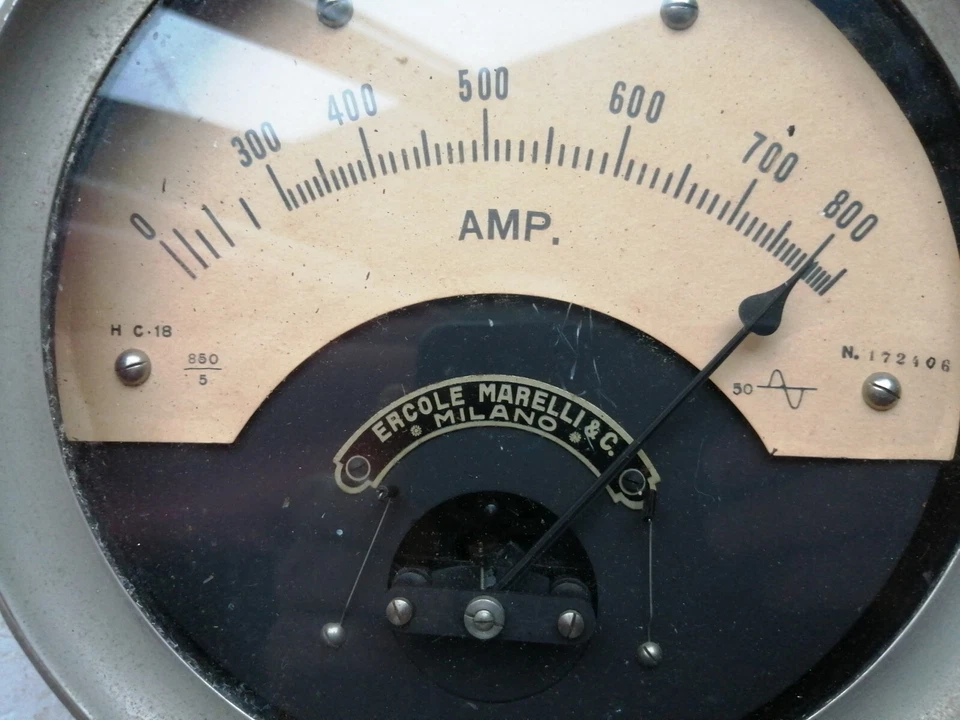 0 300 400 500 600 700 800
AMP.
H C·18
850
5
N. 172406
50
ERCOLE MARELLI & C.
MILANO